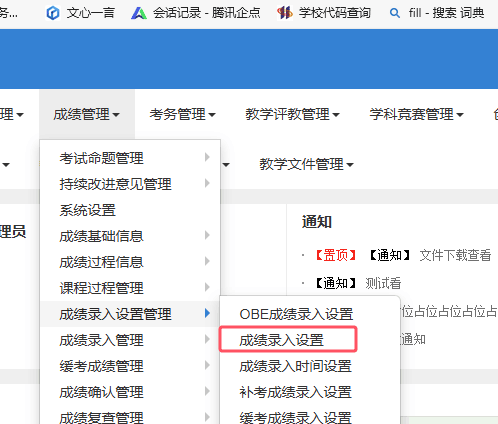 务... 文心一言 会话记录 - 腾讯企点 学校代码查询 fill - 搜索 词典
理 成绩管理 考务管理 教学评教管理 学科竞赛管理
教学文件管理
考试命题管理
持续改进意见管理
系统设置
理员 成绩基础信息 通知
成绩过程信息 【置顶】 【通知】 文件下载查看
课程过程管理 【通知】 测试看
成绩录入设置管理 OBE成绩录入设置 位占位占位占位占
成绩录入管理 成绩录入设置 通知
缓考成绩管理 成绩录入时间设置
成绩确认管理 补考成绩录入设置
成绩复查管理 缓考成绩录入设置